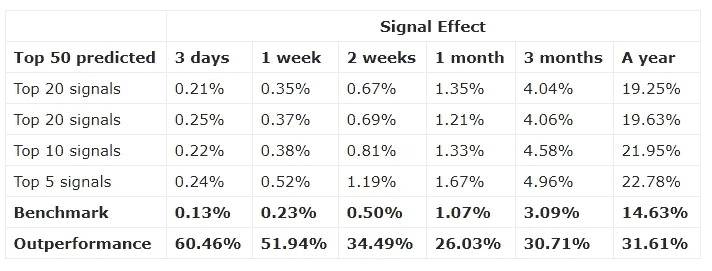 Signal Effect
Top 50 predicted 3 days 1 week 2 weeks 1 month 3 months A year
Top 20 signals 0.21% 0.35% 0.67% 1.35% 4.04% 19.25%
Top 20 signals 0.25% 0.37% 0.69% 1.21% 4.06% 19.63%
Top 10 signals 0.22% 0.38% 0.81% 1.33% 4.58% 21.95%
Top 5 signals 0.24% 0.52% 1.19% 1.67% 4.96% 22.78%
Benchmark 0.13% 0.23% 0.50% 1.07% 3.09% 14.63%
Outperformance 60.46% 51.94% 34.49% 26.03% 30.71% 31.61%